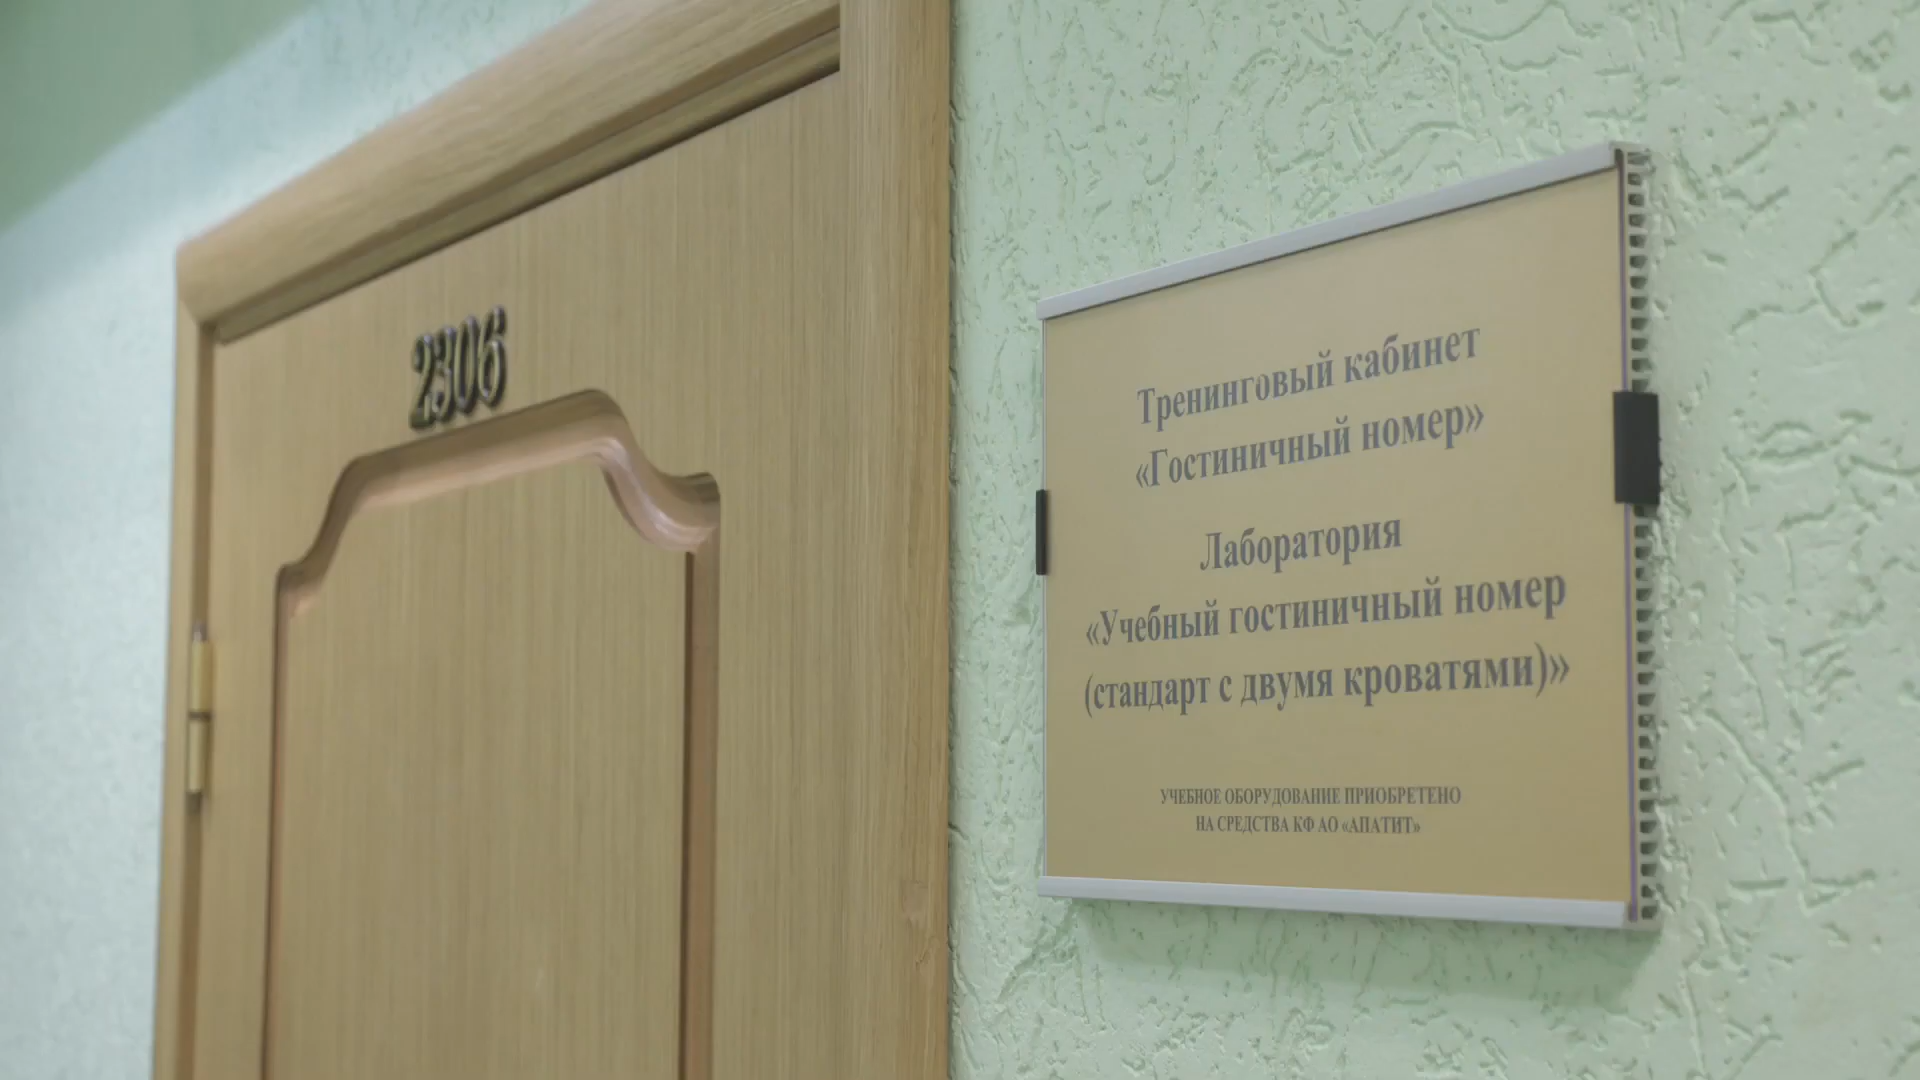 2306
Тренинговый кабинет
«Гостиничный номер»
Лаборатория
«Учебный гостиничный номер
(стандарт с двумя кроватями)»
УЧЕБНОЕ ОБОРУДОВАНИЕ ПРИОБРЕТЕНО
НА СРЕДСТВА КФ АО «АПАТИТ»